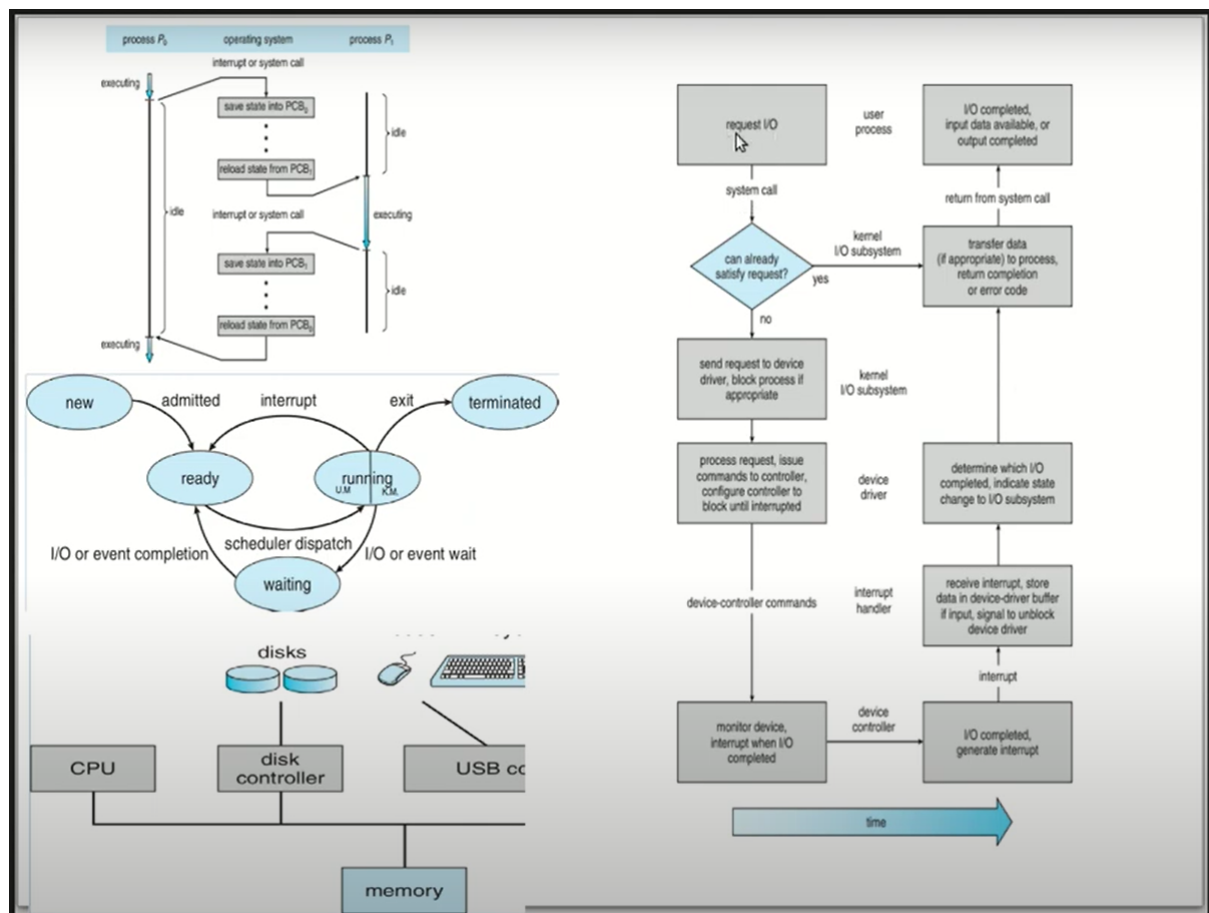 process P0
operating system
process P1
interrupt or system call
executing
save state into PCB0
idle
reload state from PCB1
idle
interrupt or system call
executing
save state into PCB1
idle
reload state from PCB0
executing
new
admitted
interrupt
exit
terminated
ready
running
U.M
K.M.
I/O or event completion
scheduler dispatch
I/O or event wait
waiting
disks
CPU
disk
controller
USB co
memory
request I/O
user
process
I/O completed,
input data available, or
output completed
system call
return from system call
can already
satisfy request?
kernel
I/O subsystem
yes
transfer data
(if appropriate) to process,
return completion
or error code
no
send request to device
driver, block process if
appropriate
kernel
I/O subsystem
process request, issue
commands to controller,
configure controller to
block until interrupted
device
driver
determine which I/O
completed, indicate state
change to I/O subsystem
device-controller commands
interrupt
handler
receive interrupt, store
data in device-driver buffer
if input, signal to unblock
device driver
interrupt
monitor device,
interrupt when I/O
completed
device
controller
I/O completed,
generate interrupt
time